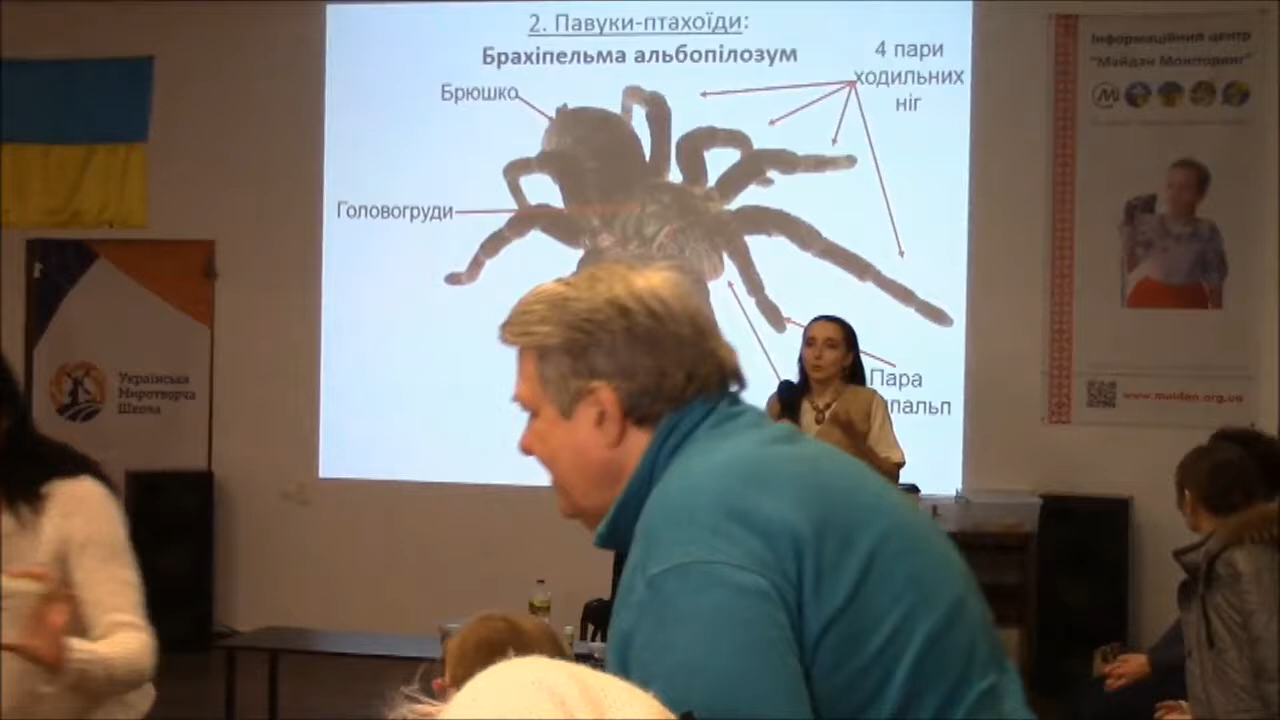 2. Павуки-птахоїди:
Брахіпельма альбопілозум
4 пари
ходильних
ніг
Брюшко
Головогруди
Пара
пальп
Інформаційний центр
"Майдан Моніторинг"
www.maidan.org.ua
Українська
Миротворча
Школа